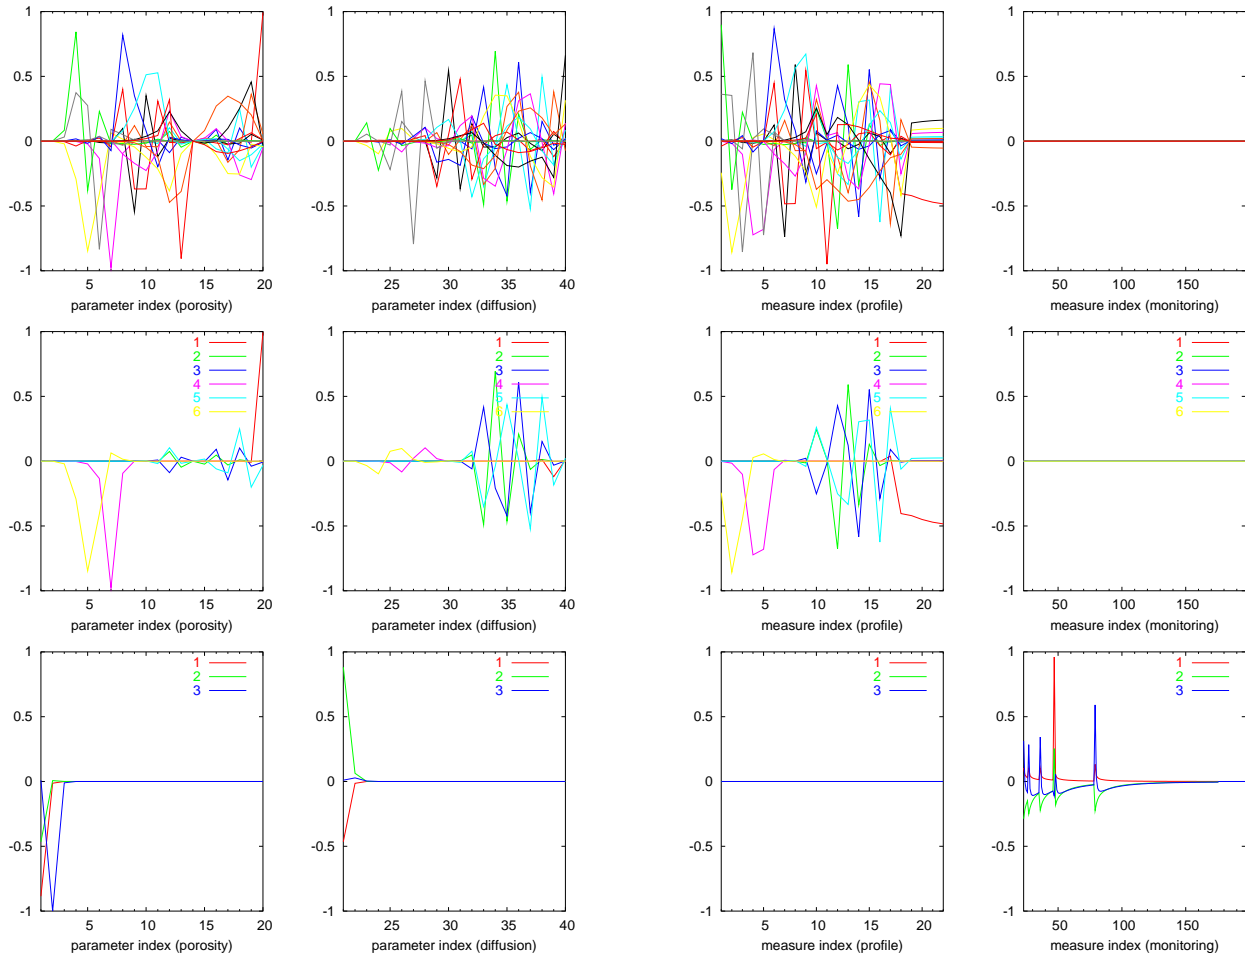 1 1 1 1
0.5 0.5 0.5 0.5
0 0 0 0
-0.5 -0.5 -0.5 -0.5
-1 -1 -1 -1
5 10 15 20 25 30 35 40 5 10 15 20 50 100 150
parameter index (porosity) parameter index (diffusion) measure index (profile) measure index (monitoring)
1 1 1 1 1 1 1 1
2 2 2 2
3 3 3 3
0.5 4 0.5 4 0.5 4 0.5 4
5 5 5 5
6 6 6 6
0 0 0 0
-0.5 -0.5 -0.5 -0.5
-1 -1 -1 -1
5 10 15 20 25 30 35 40 5 10 15 20 50 100 150
parameter index (porosity) parameter index (diffusion) measure index (profile) measure index (monitoring)
1 1 1 1 1 1 1 1
2 2 2 2
3 3 3 3
0.5 0.5 0.5 0.5
0 0 0 0
-0.5 -0.5 -0.5 -0.5
-1 -1 -1 -1
5 10 15 20 25 30 35 40 5 10 15 20 50 100 150
parameter index (porosity) parameter index (diffusion) measure index (profile) measure index (monitoring)